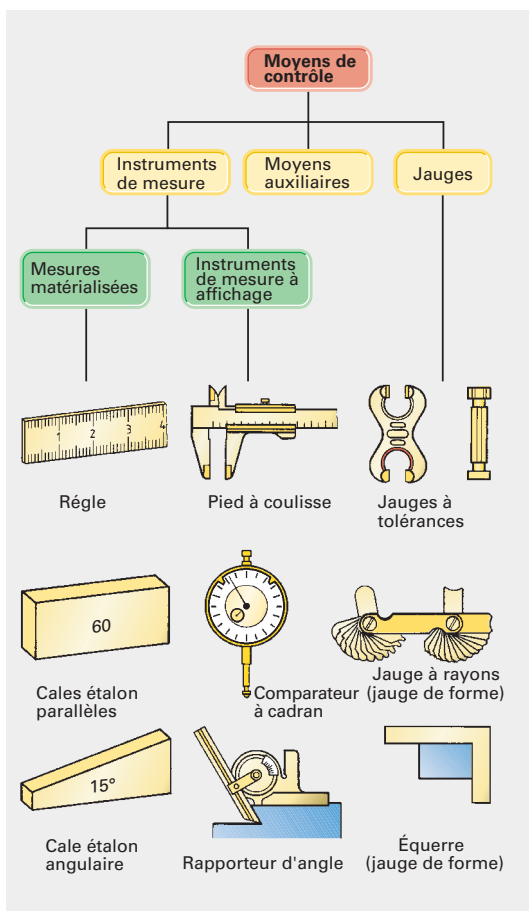 Moyens de
contrôle
Instruments
de mesure
Moyens
auxiliaires
Jauges
Mesures
matérialisées
Instruments
de mesure à
affichage
1 2 3 4
Régle
Pied à coulisse
Jauges à
tolérances
60
Cales étalon
parallèles
Comparateur
à cadran
Jauge à rayons
(jauge de forme)
15°
Cale étalon
angulaire
Rapporteur d'angle
Équerre
(jauge de forme)